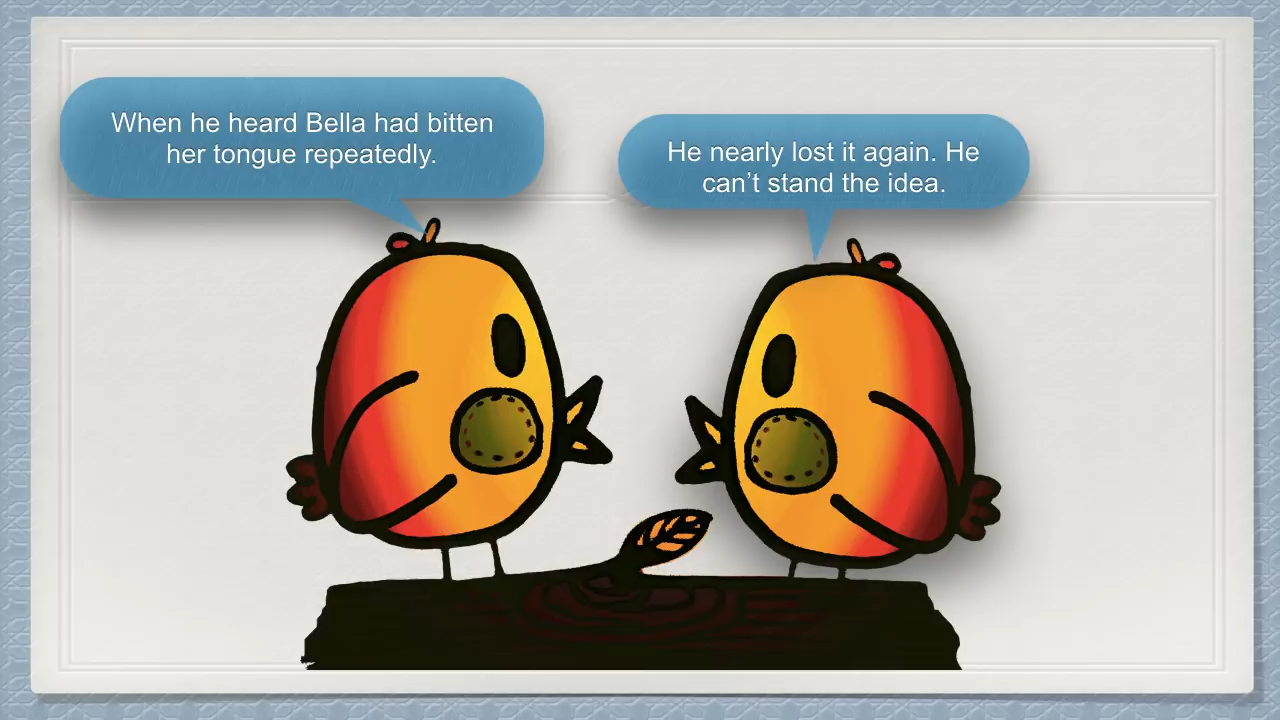 When he heard Bella had bitten
her tongue repeatedly.
He nearly lost it again. He
can’t stand the idea.